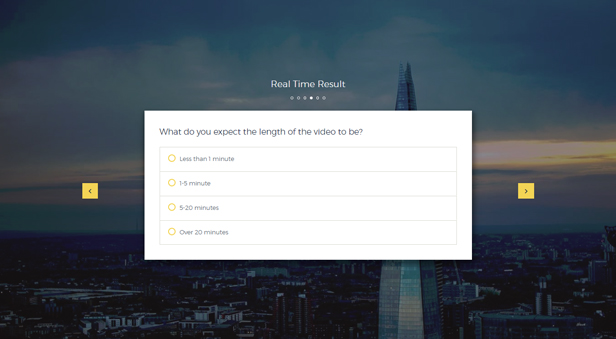 Real Time Result
What do you expect the length of the video to be?
Less than 1 minute
1-5 minute
5-20 minutes
Over 20 minutes